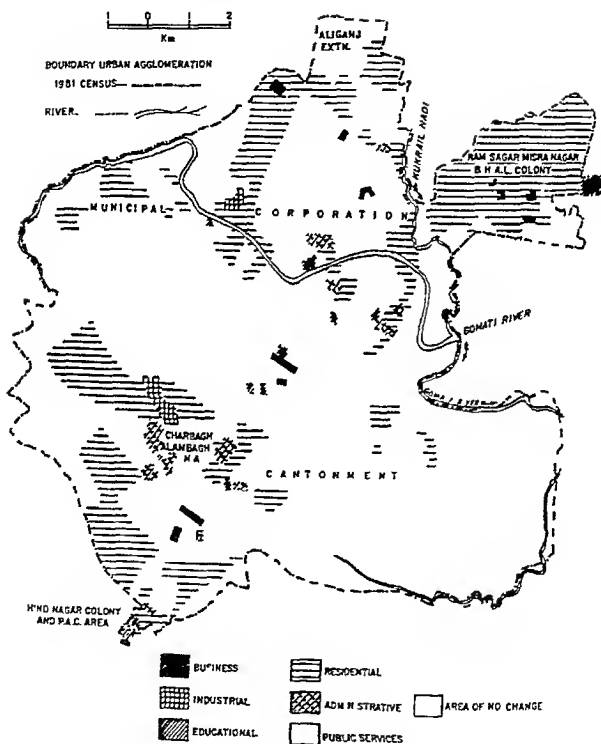 1 0 1 2
Km
BOUNDARY URBAN AGGLOMERATION
1981 CENSUS
RIVER
ALIGANJ
EXTN.
KUKRAIL NADI
RAM SAGAR MISRA NAGAR
B H A L COLONY
MUNICIPAL
CORPORATION
GOMATI RIVER
CHARBAGH
ALAMBAGH
N A
CANTONMENT
E
HIND NAGAR COLONY
AND P.A.C. AREA
BUSINESS
RESIDENTIAL
INDUSTRIAL
ADMINISTRATIVE
AREA OF NO CHANGE
EDUCATIONAL
PUBLIC SERVICES